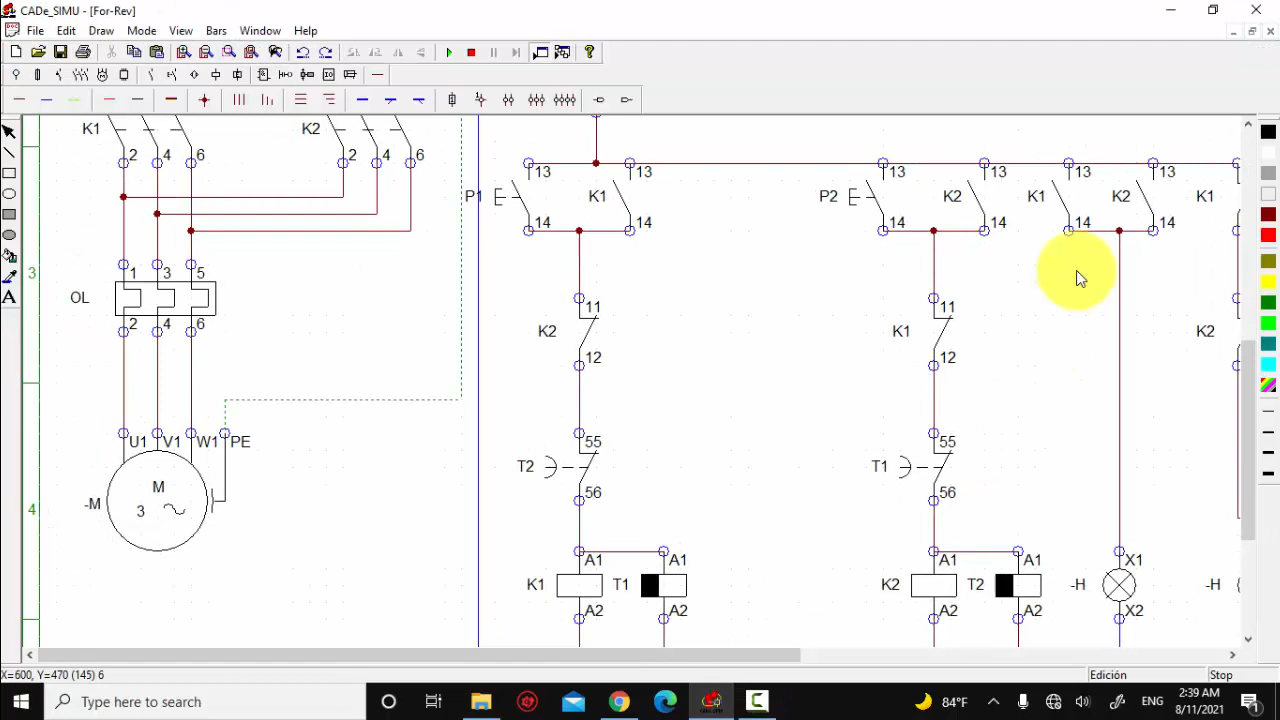 CADe_SIMU - [For-Rev]
File Edit Draw Mode View Bars Window Help
K1 K2
2 4 6 2 4 6
13 13 13 13 13 13
P1 K1 P2 K2 K1 K2 K1
14 14 14 14 14 14
3
1 3 5
OL
2 4 6
11 11
K2 K1 K2
12 12
U1 V1 W1 PE
55 55
T2 T1
56 56
M
-M 3
4
A1 A1 A1 A1 X1
K1 T1 K2 T2 -H -H
A2 A2 A2 A2 X2
X=600, Y=470 (145) 6 Edición Stop
Type here to search
84°F ENG 2:39 AM
8/11/2021 1